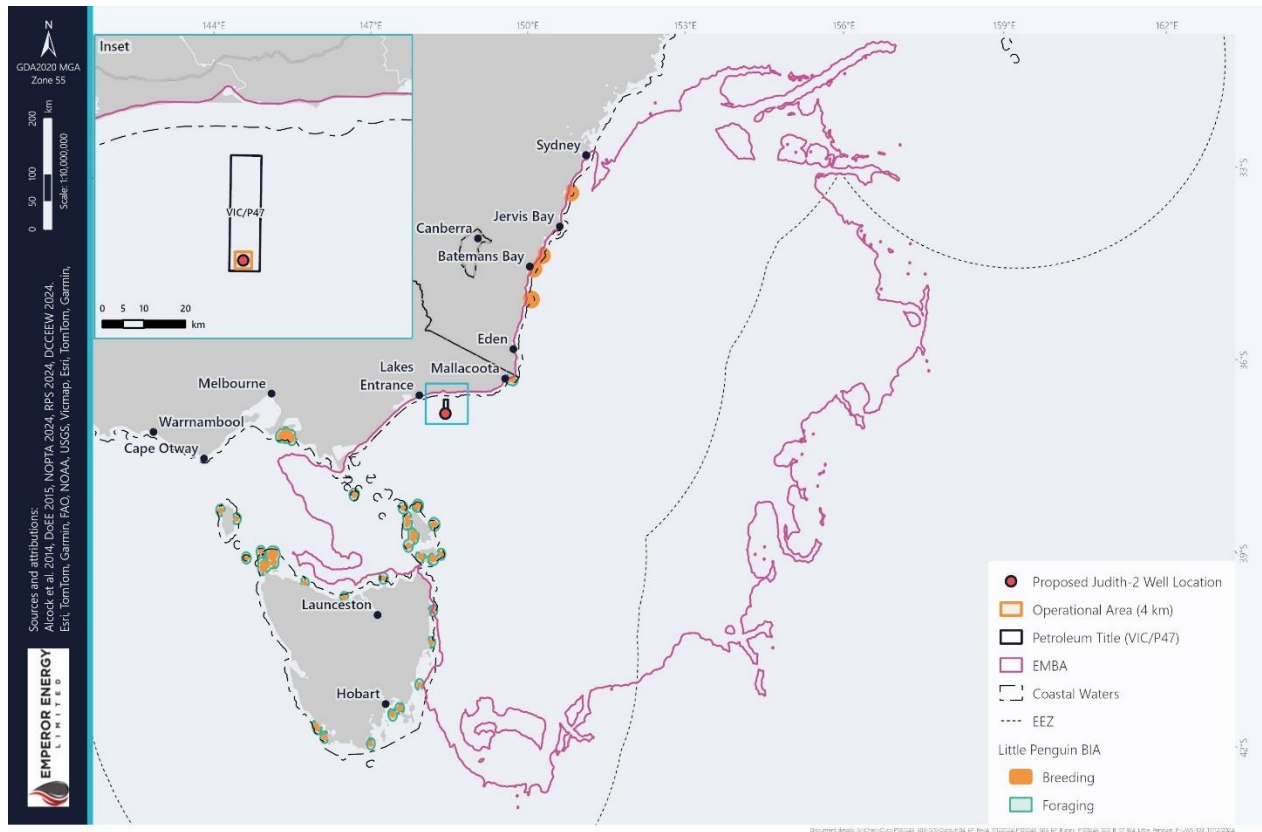 144°E
147°E
150°E
153°E
156°E
159°E
162°E
N
GDA2020 MGA
Zone 55
200
100
50
0
km
Scale: 1:10,000,000
Sources and attributions:
Alcock et al. 2014, DoEE 2015, NOPTA 2024, RPS 2024, DCCEEW 2024.
Esri, TomTom, Garmin, FAO, NOAA, USGS, Vicmap, Esri, TomTom, Garmin,
EMPEROR ENERGY
LIMITED
Inset
VIC/P47
0 5 10 20
km
Sydney
Jervis Bay
Canberra
Batemans Bay
Eden
Mallacoota
Lakes
Entrance
Melbourne
Warrnambool
Cape Otway
Launceston
Hobart
33°S
36°S
39°S
42°S
Proposed Judith-2 Well Location
Operational Area (4 km)
Petroleum Title (VIC/P47)
EMBA
Coastal Waters
EEZ
Little Penguin BIA
Breeding
Foraging